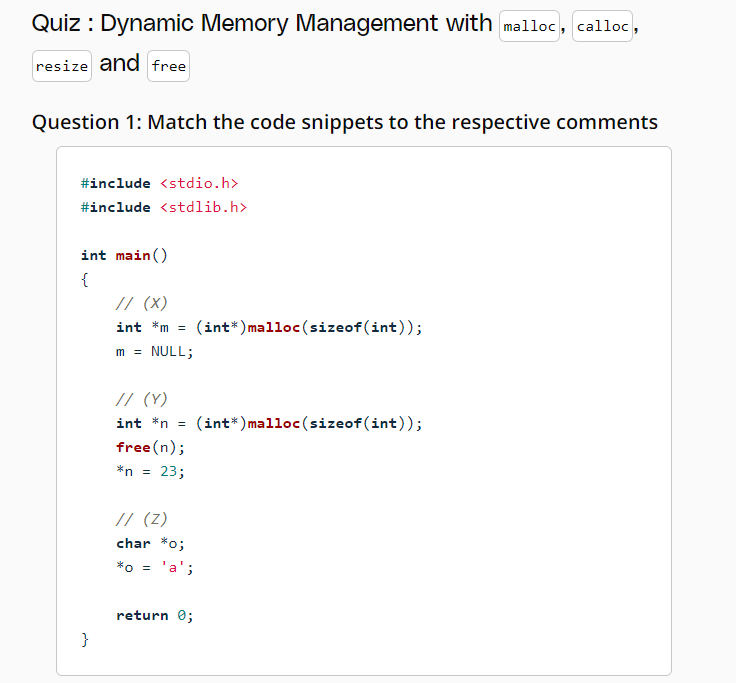 Quiz : Dynamic Memory Management with malloc, calloc,
resize and free
Question 1: Match the code snippets to the respective comments
#include <stdio.h>
#include <stdlib.h>
int main()
{
// (X)
int *m = (int*)malloc(sizeof(int));
m = NULL;
// (Y)
int *n = (int*)malloc(sizeof(int));
free(n);
*n = 23;
// (Z)
char *o;
*o = 'a';
return 0;
}